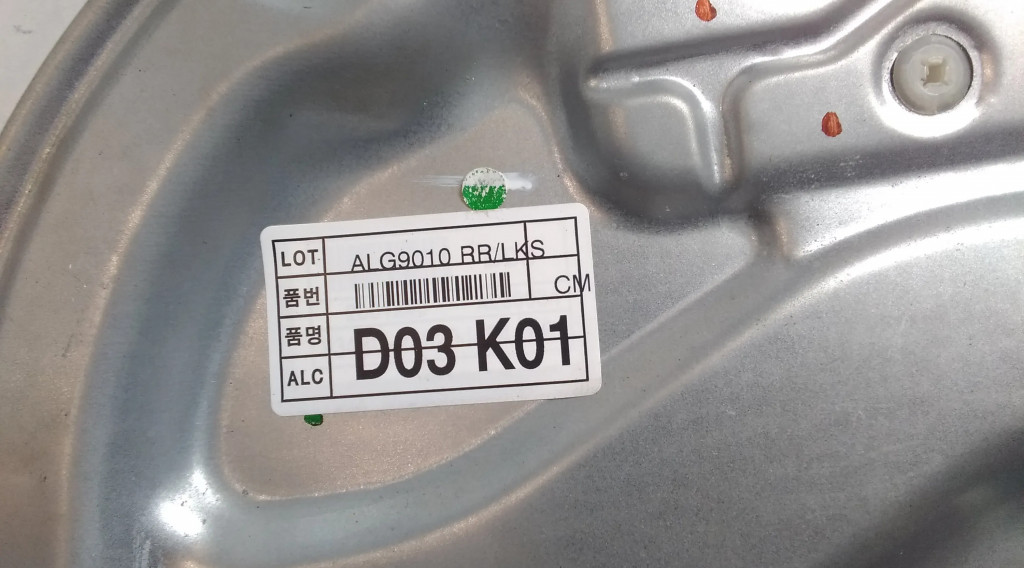 LOT ALG9010 RR/LKS
품번 CM
품명
D03 K01
ALC